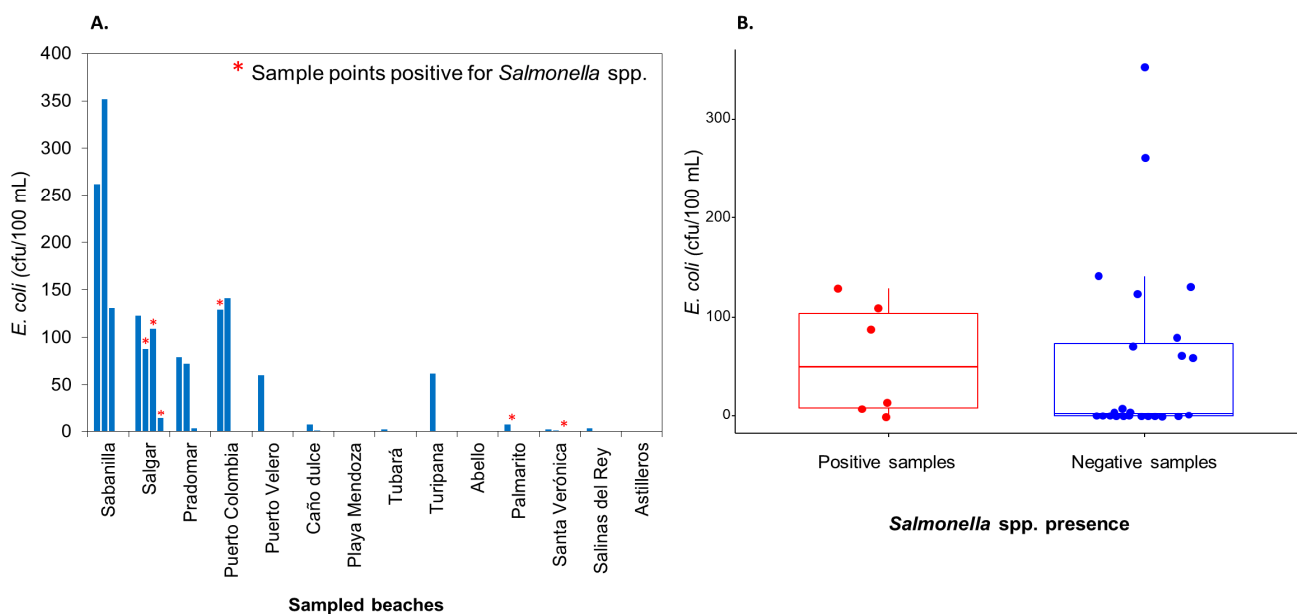 A.
* Sample points positive for Salmonella spp.
E. coli (cfu/100 mL)
400
350
300
250
200
150
100
50
0
Sabanilla
Salgar
Pradomar
Puerto Colombia
Puerto Velero
Caño dulce
Playa Mendoza
Tubará
Turipana
Abello
Palmarito
Santa Verónica
Salinas del Rey
Astilleros
Sampled beaches
B.
E. coli (cfu/100 mL)
300
200
100
0
Positive samples
Negative samples
Salmonella spp. presence